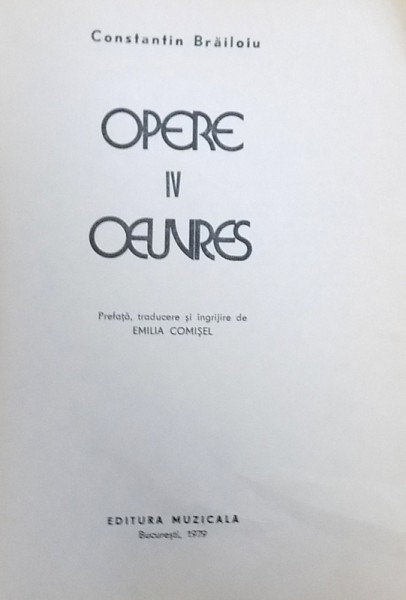 Constantin Brăiloiu
OPERE
IV
OEUVRES
Prefață, traducere și îngrijire de
EMILIA COMIȘEL
EDITURA MUZICALA
București, 1979